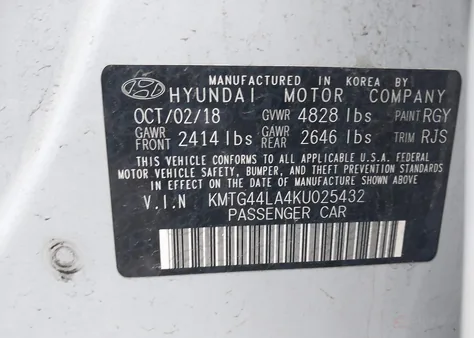 MANUFACTURED IN KOREA BY
HYUNDAI MOTOR COMPANY
OCT/02/18 GVWR 4828 lbs PAINT RGY
GAWR FRONT 2414 lbs GAWR REAR 2646 lbs TRIM RJS
THIS VEHICLE CONFORMS TO ALL APPLICABLE U.S.A. FEDERAL
MOTOR VEHICLE SAFETY, BUMPER, AND THEFT PREVENTION STANDARDS
IN EFFECT ON THE DATE OF MANUFACTURE SHOWN ABOVE
V.I.N KMTG44LA4KU025432
PASSENGER CAR